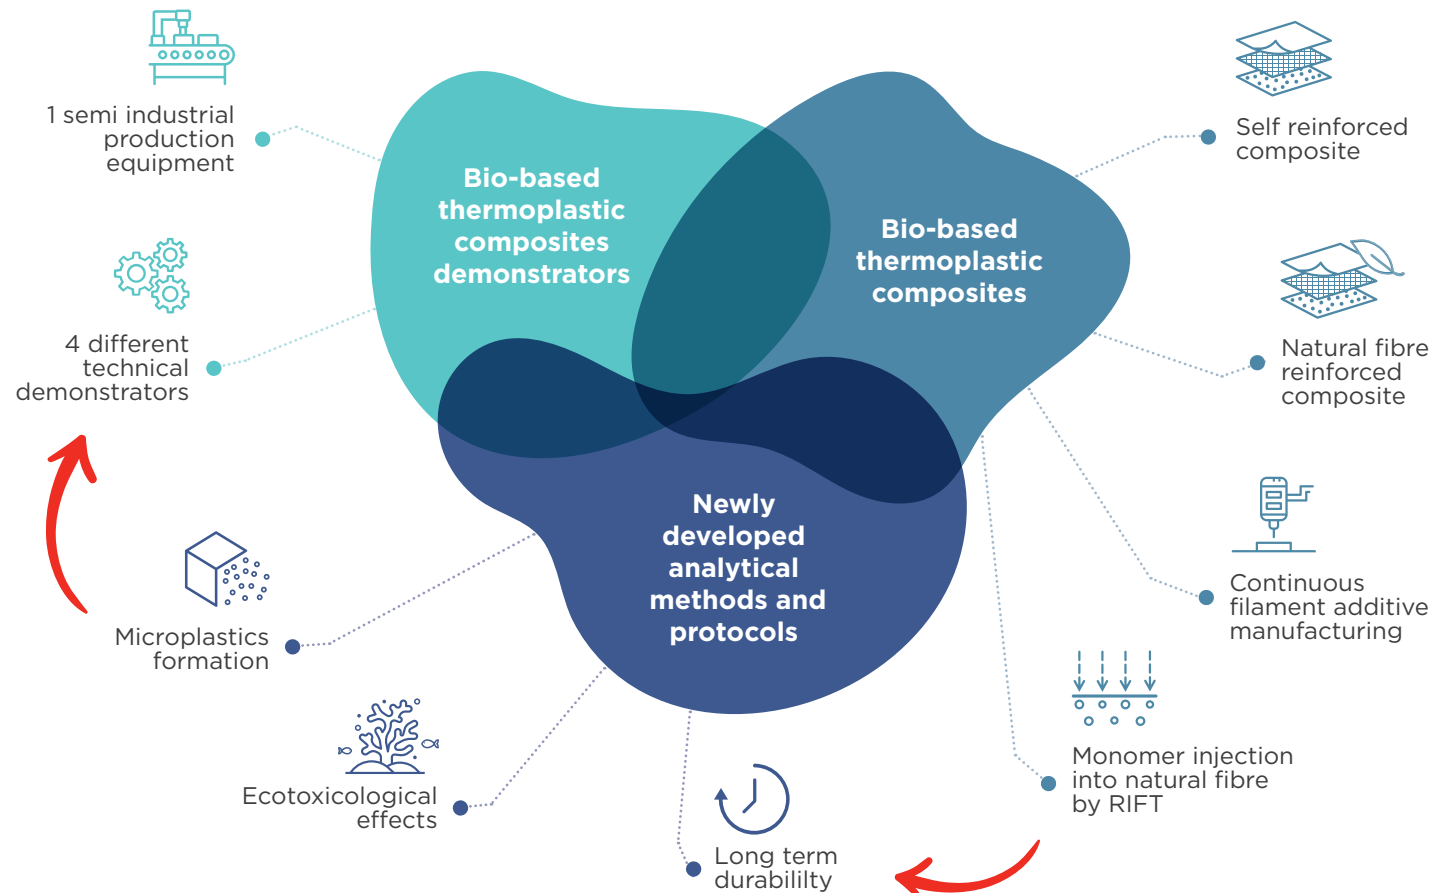 1 semi industrial
production
equipment
4 different
technical
demonstrators
Bio-based
thermoplastic
composites
demonstrators
Bio-based
thermoplastic
composites
Newly
developed
analytical
methods and
protocols
Self reinforced
composite
Natural fibre
reinforced
composite
Continuous
filament additive
manufacturing
Monomer injection
into natural fibre
by RIFT
Microplastics
formation
Ecotoxicological
effects
Long term
durabililty